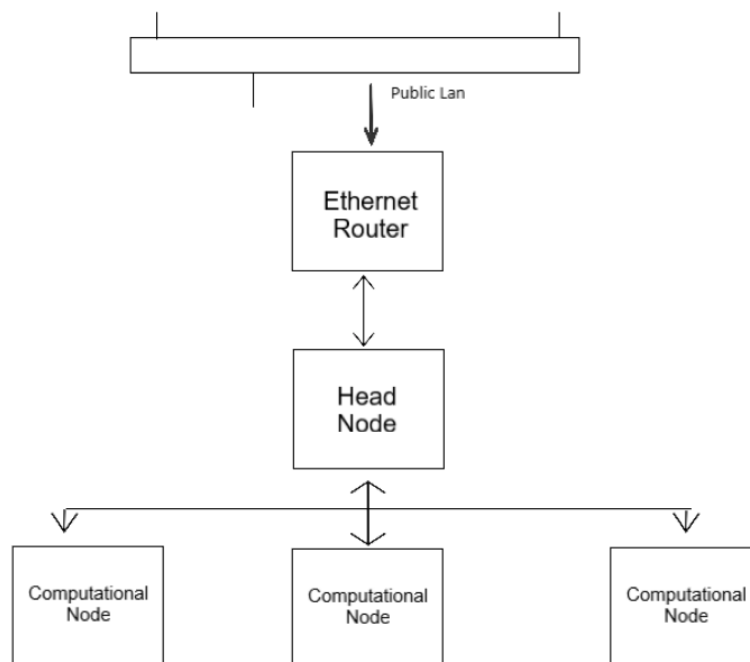 Public Lan
Ethernet
Router
Head
Node
Computational
Node
Computational
Node
Computational
Node